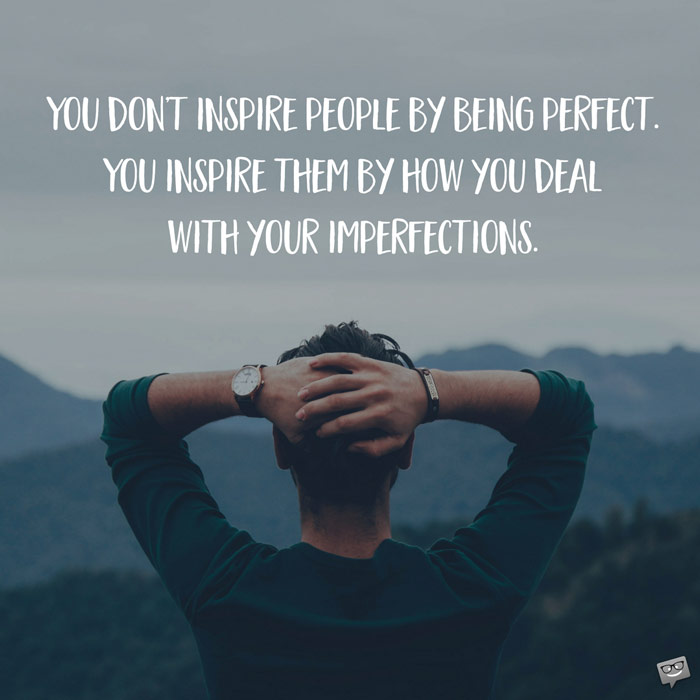 YOU DON'T INSPIRE PEOPLE BY BEING PERFECT.
YOU INSPIRE THEM BY HOW YOU DEAL
WITH YOUR IMPERFECTIONS.